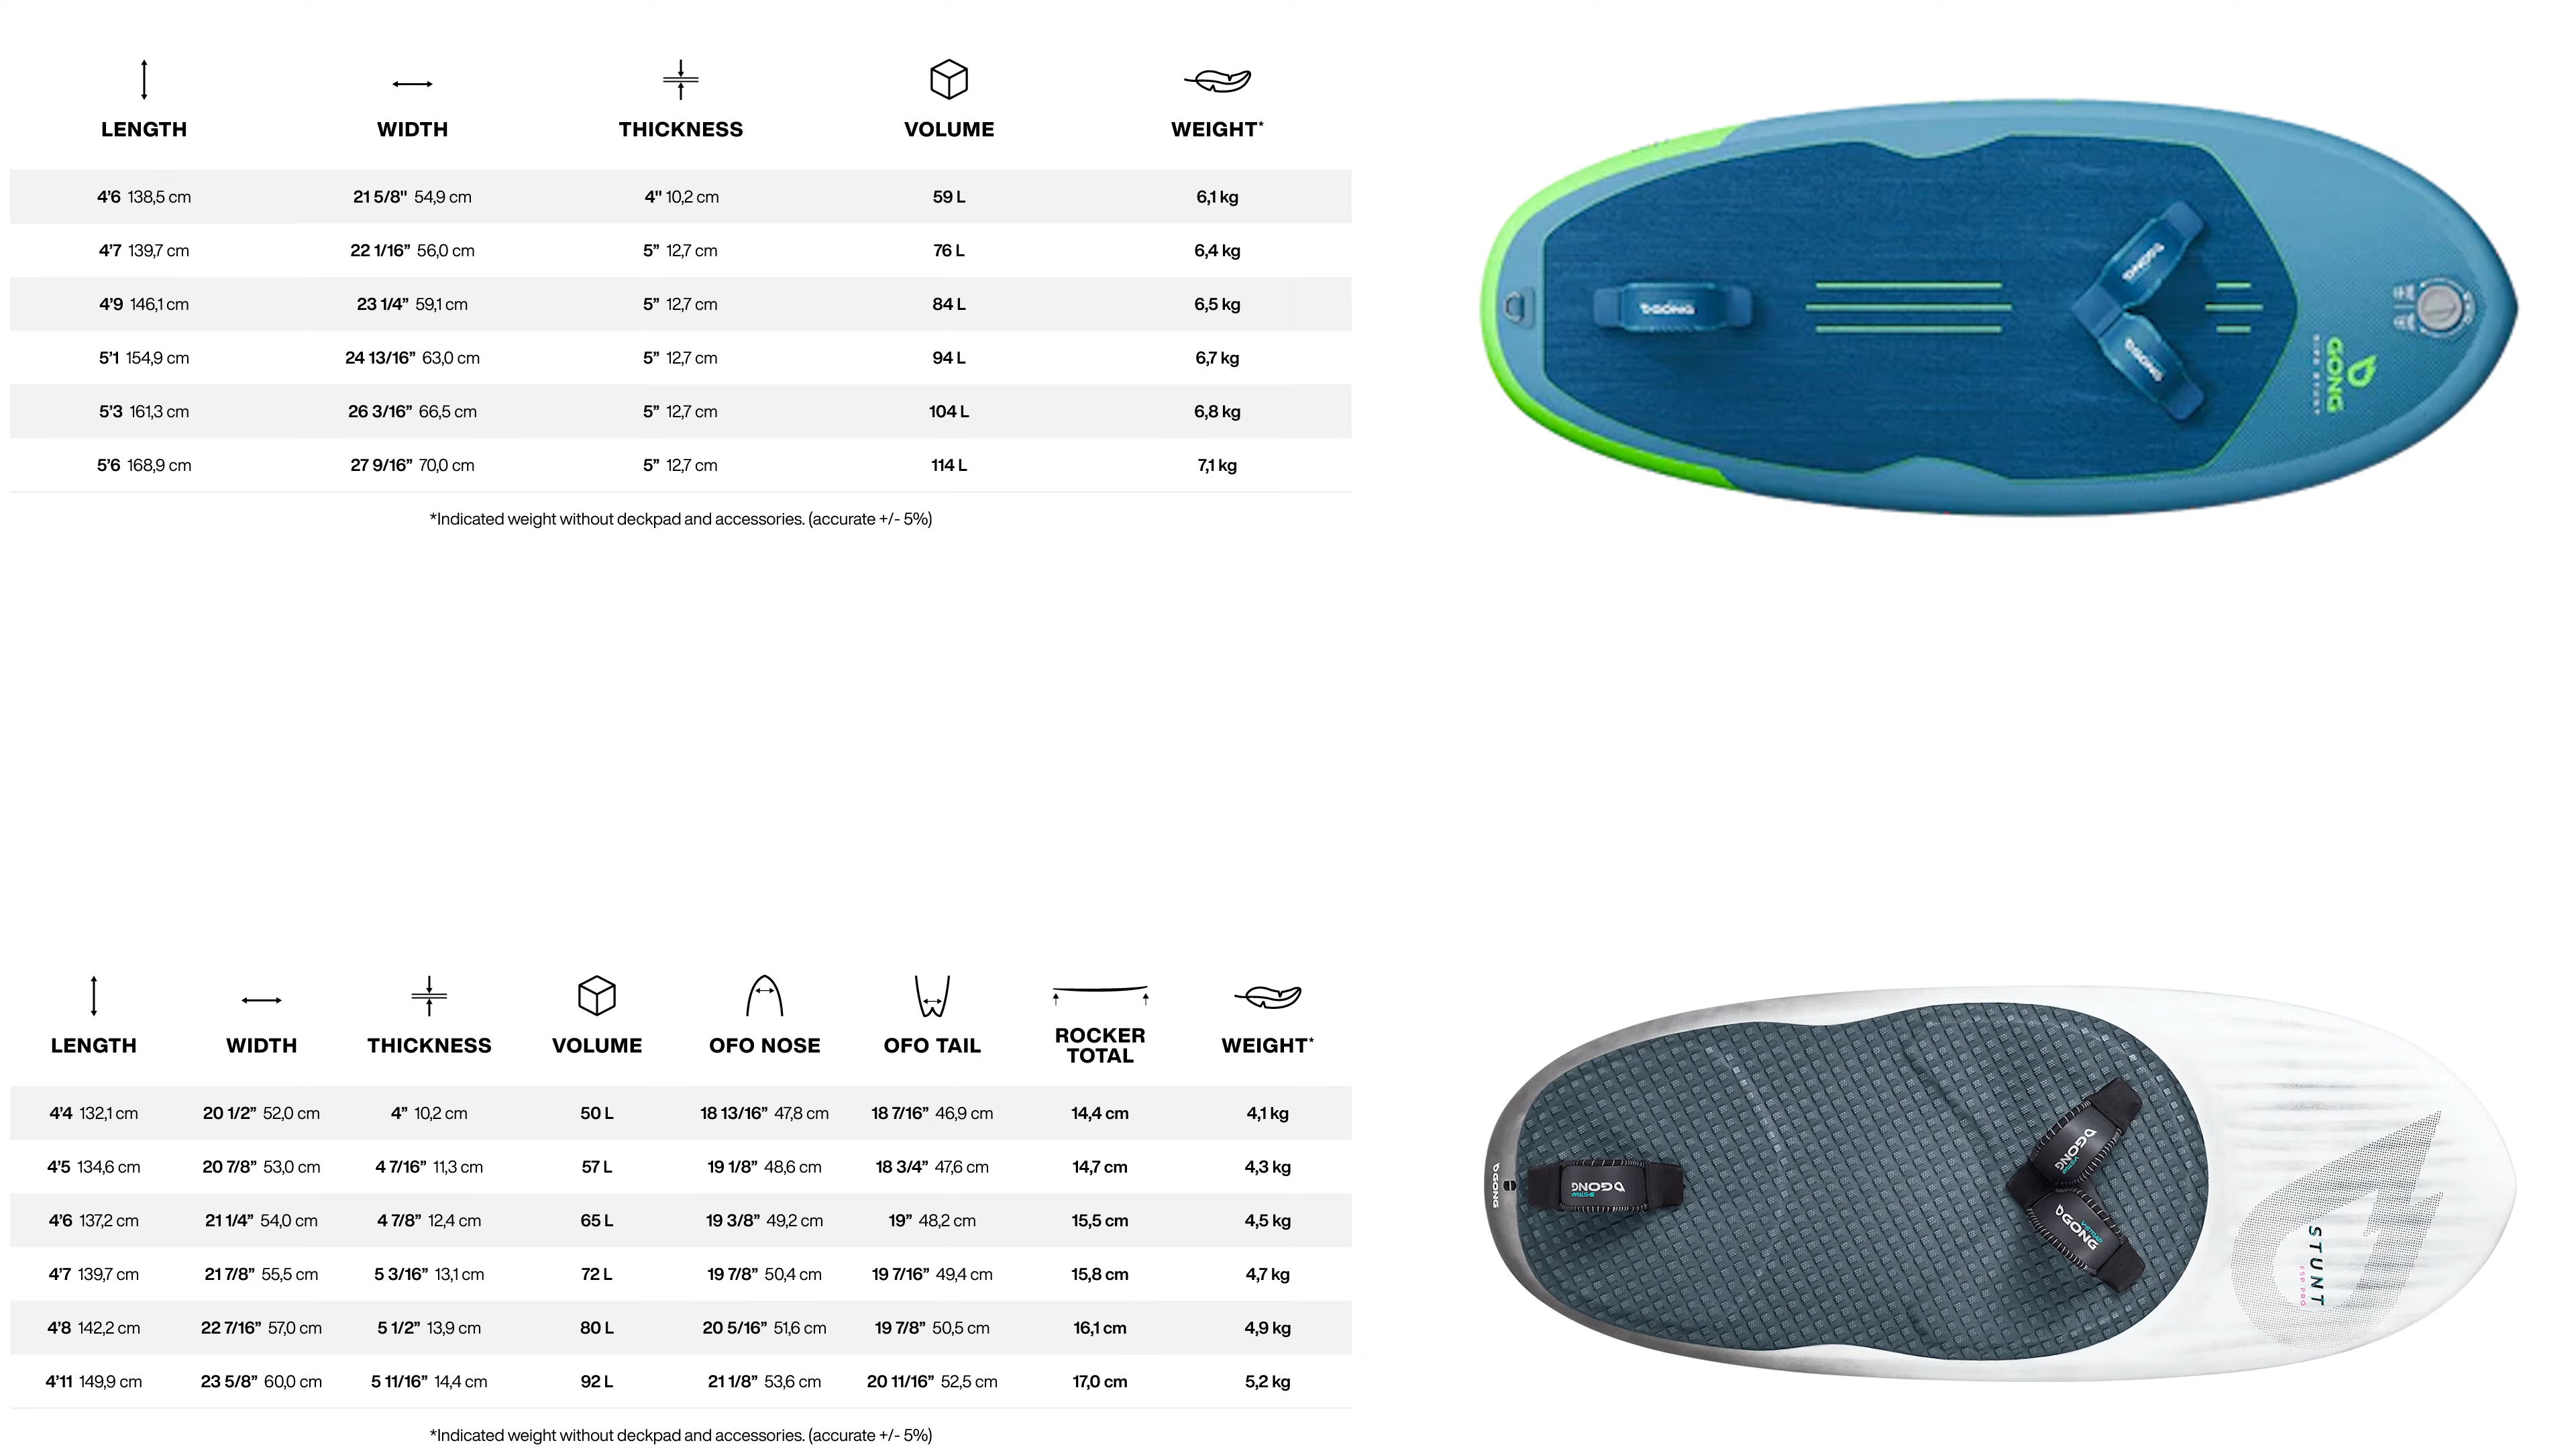 LENGTH WIDTH THICKNESS VOLUME WEIGHT*
4’6 138,5 cm 21 5/8" 54,9 cm 4" 10,2 cm 59 L 6,1 kg
4’7 139,7 cm 22 1/16” 56,0 cm 5” 12,7 cm 76 L 6,4 kg
4’9 146,1 cm 23 1/4” 59,1 cm 5” 12,7 cm 84 L 6,5 kg
5’1 154,9 cm 24 13/16” 63,0 cm 5” 12,7 cm 94 L 6,7 kg
5’3 161,3 cm 26 3/16” 66,5 cm 5” 12,7 cm 104 L 6,8 kg
5’6 168,9 cm 27 9/16” 70,0 cm 5” 12,7 cm 114 L 7,1 kg
*Indicated weight without deckpad and accessories. (accurate +/- 5%)
GONG
GONG
GONG
GONG
LENGTH WIDTH THICKNESS VOLUME OFO NOSE OFO TAIL ROCKER TOTAL WEIGHT*
4’4 132,1 cm 20 1/2” 52,0 cm 4” 10,2 cm 50 L 18 13/16” 47,8 cm 18 7/16” 46,9 cm 14,4 cm 4,1 kg
4’5 134,6 cm 20 7/8” 53,0 cm 4 7/16” 11,3 cm 57 L 19 1/8” 48,6 cm 18 3/4” 47,6 cm 14,7 cm 4,3 kg
4’6 137,2 cm 21 1/4” 54,0 cm 4 7/8” 12,4 cm 65 L 19 3/8” 49,2 cm 19” 48,2 cm 15,5 cm 4,5 kg
4’7 139,7 cm 21 7/8” 55,5 cm 5 3/16” 13,1 cm 72 L 19 7/8” 50,4 cm 19 7/16” 49,4 cm 15,8 cm 4,7 kg
4’8 142,2 cm 22 7/16” 57,0 cm 5 1/2” 13,9 cm 80 L 20 5/16” 51,6 cm 19 7/8” 50,5 cm 16,1 cm 4,9 kg
4’11 149,9 cm 23 5/8” 60,0 cm 5 11/16” 14,4 cm 92 L 21 1/8” 53,6 cm 20 11/16” 52,5 cm 17,0 cm 5,2 kg
*Indicated weight without deckpad and accessories. (accurate +/- 5%)
GONG
GONG
GONG
GONG
STUNT
FSP PRO